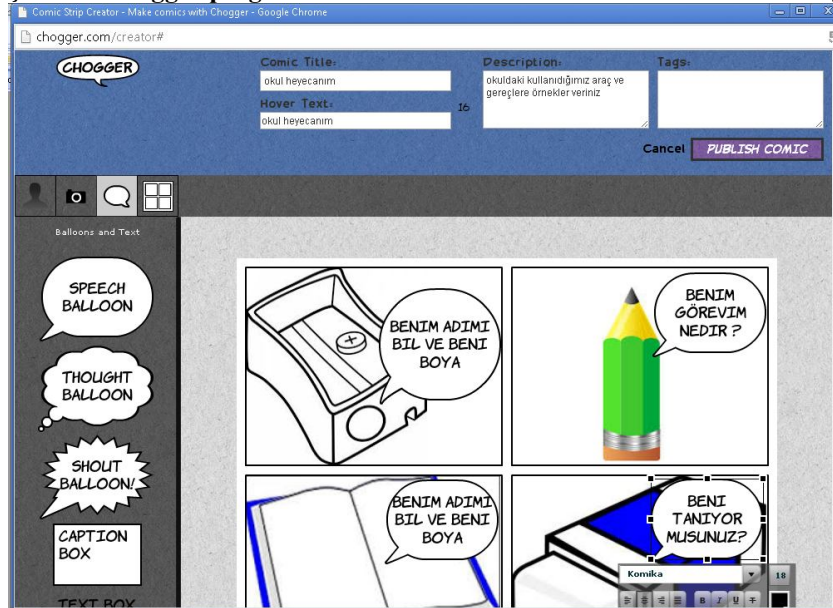 Comic Strip Creator - Make comics with Chogger - Google Chrome
chogger.com/creator#
CHOGGER
Comic Title:
okul heyecanım
Hover Text:
16
okul heyecanım
Description:
okuldaki kullanıdığımız araç ve
gereçlere örnekler veriniz
Tags:
Cancel
PUBLISH COMIC
Balloons and Text
SPEECH
BALLOON
THOUGHT
BALLOON
SHOUT
BALLOON!
CAPTION
BOX
TEXT BOX
BENIM ADIMI
BIL VE BENI
BOYA
BENIM
GÖREVIM
NEDIR ?
BENIM ADIMI
BIL VE BENI
BOYA
BENI
TANIYOR
MUSUNUZ?
Komika
18
B I U T